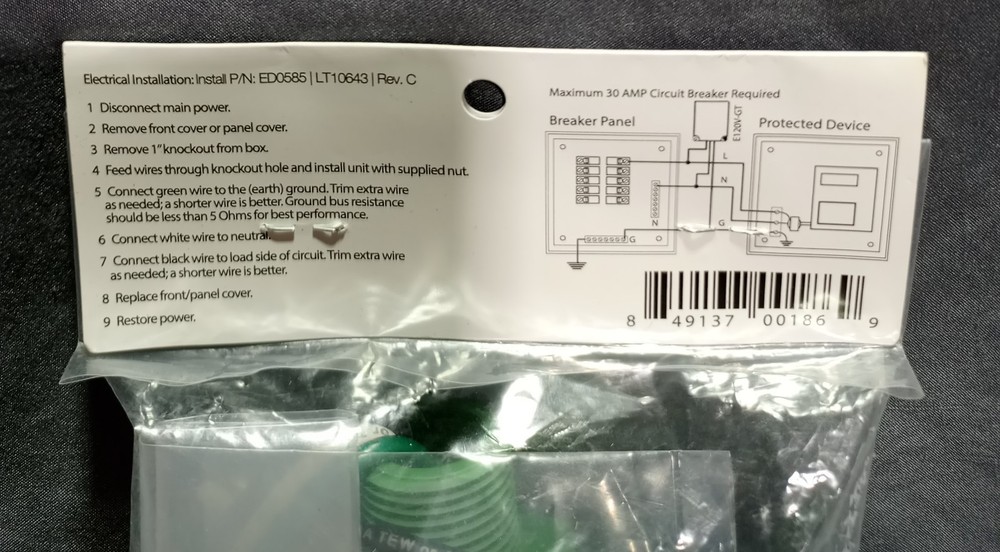 Electrical Installation: Install P/N: ED0585 | LT10643 | Rev. C
1 Disconnect main power.
2 Remove front cover or panel cover.
3 Remove 1" knockout from box.
4 Feed wires through knockout hole and install unit with supplied nut.
5 Connect green wire to the (earth) ground. Trim extra wire
as needed; a shorter wire is better. Ground bus resistance
should be less than 5 Ohms for best performance.
6 Connect white wire to neutral.
7 Connect black wire to load side of circuit. Trim extra wire
as needed; a shorter wire is better.
8 Replace front/panel cover.
9 Restore power.
Maximum 30 AMP Circuit Breaker Required
Breaker Panel
E120V-GT
Protected Device
L
N
N
G
G
8 49137 00186 9
A TEW